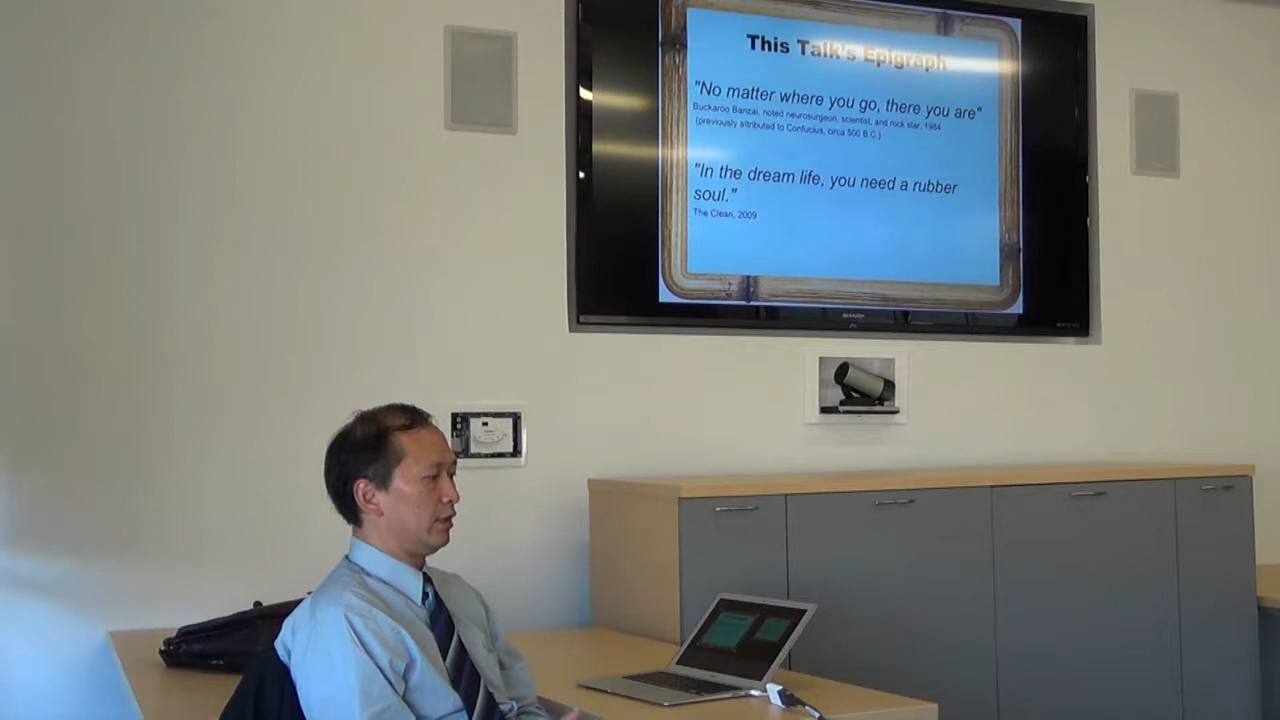 This Talk's Epigraph
"No matter where you go, there you are"
Buckaroo Banzai, noted neurosurgeon, scientist, and rock star, 1984
(previously attributed to Confucius, circa 500 B.C.)
"In the dream life, you need a rubber
soul."
The Clean, 2009
SHARP